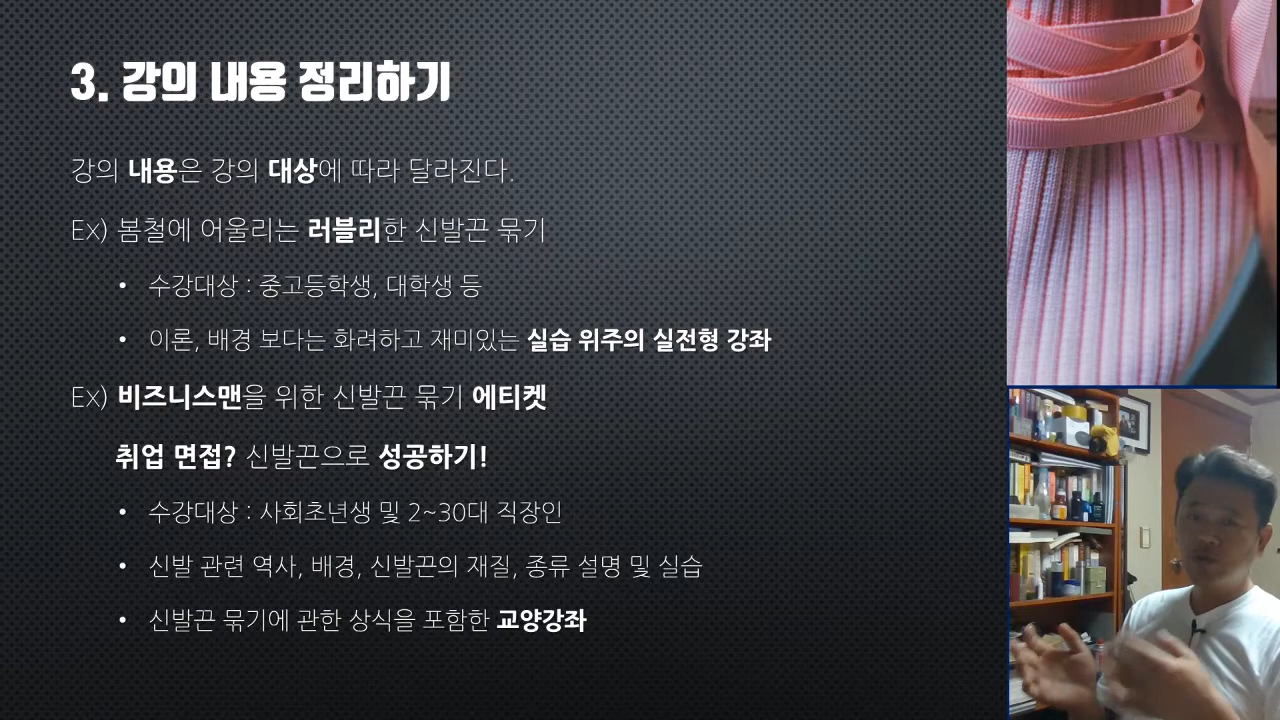 3. 강의 내용 정리하기
강의 내용은 강의 대상에 따라 달라진다.
Ex) 봄철에 어울리는 러블리한 신발끈 묶기
• 수강대상 : 중고등학생, 대학생 등
• 이론, 배경 보다는 화려하고 재미있는 실습 위주의 실전형 강좌
Ex) 비즈니스맨을 위한 신발끈 묶기 에티켓
취업 면접? 신발끈으로 성공하기!
• 수강대상 : 사회초년생 및 2~30대 직장인
• 신발 관련 역사, 배경, 신발끈의 재질, 종류 설명 및 실습
• 신발끈 묶기에 관한 상식을 포함한 교양강좌